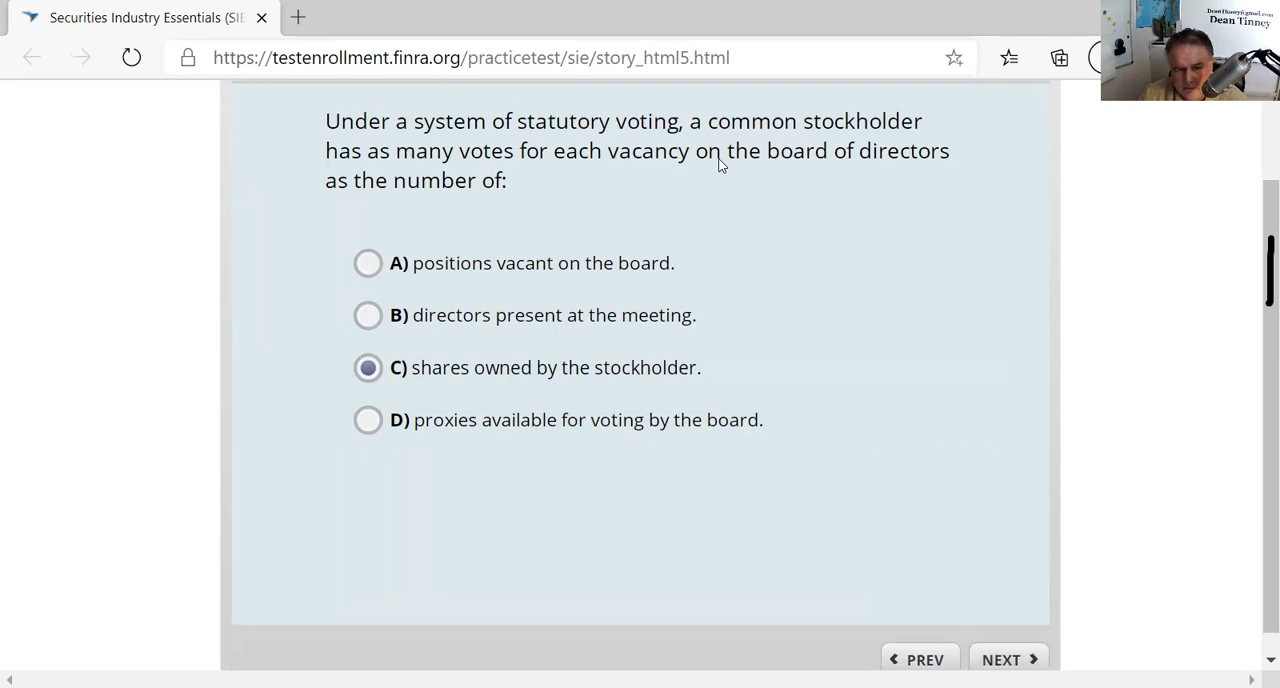 Securities Industry Essentials (SIE
https://testenrollment.finra.org/practicetest/sie/story_html5.html
DeanTinney@gmail.com
Dean Tinney
Under a system of statutory voting, a common stockholder
has as many votes for each vacancy on the board of directors
as the number of:
A) positions vacant on the board.
B) directors present at the meeting.
C) shares owned by the stockholder.
D) proxies available for voting by the board.
PREV
NEXT